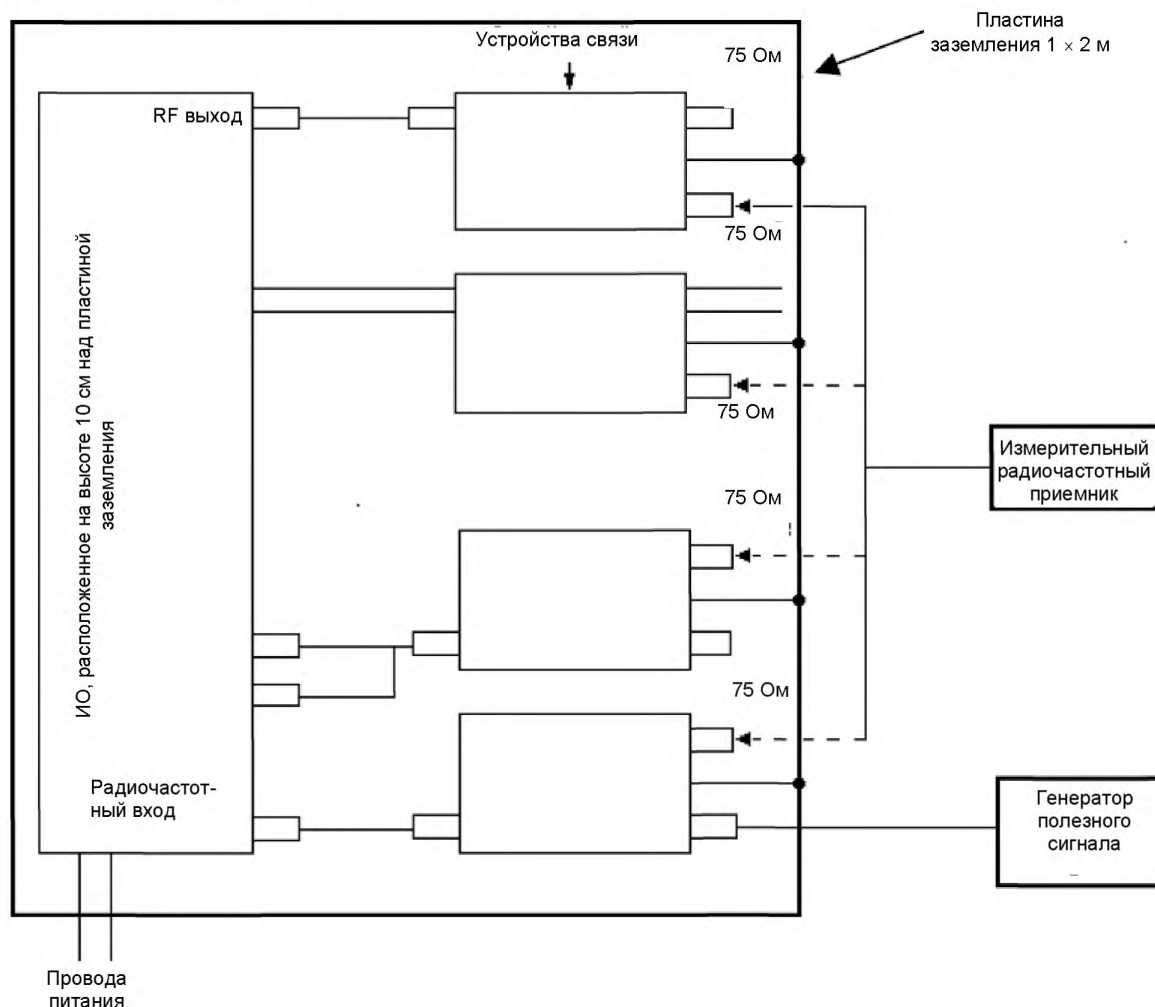 Устройства связи
75 Ом
Пластина
заземления 1 × 2 м
RF выход
75 Ом
ИО, расположенное на высоте 10 см над пластиной
заземления
75 Ом
Измерительный
радиочастотный
приемник
75 Ом
75 Ом
Радиочастот-
ный вход
Генератор
полезного
сигнала
Провода
питания